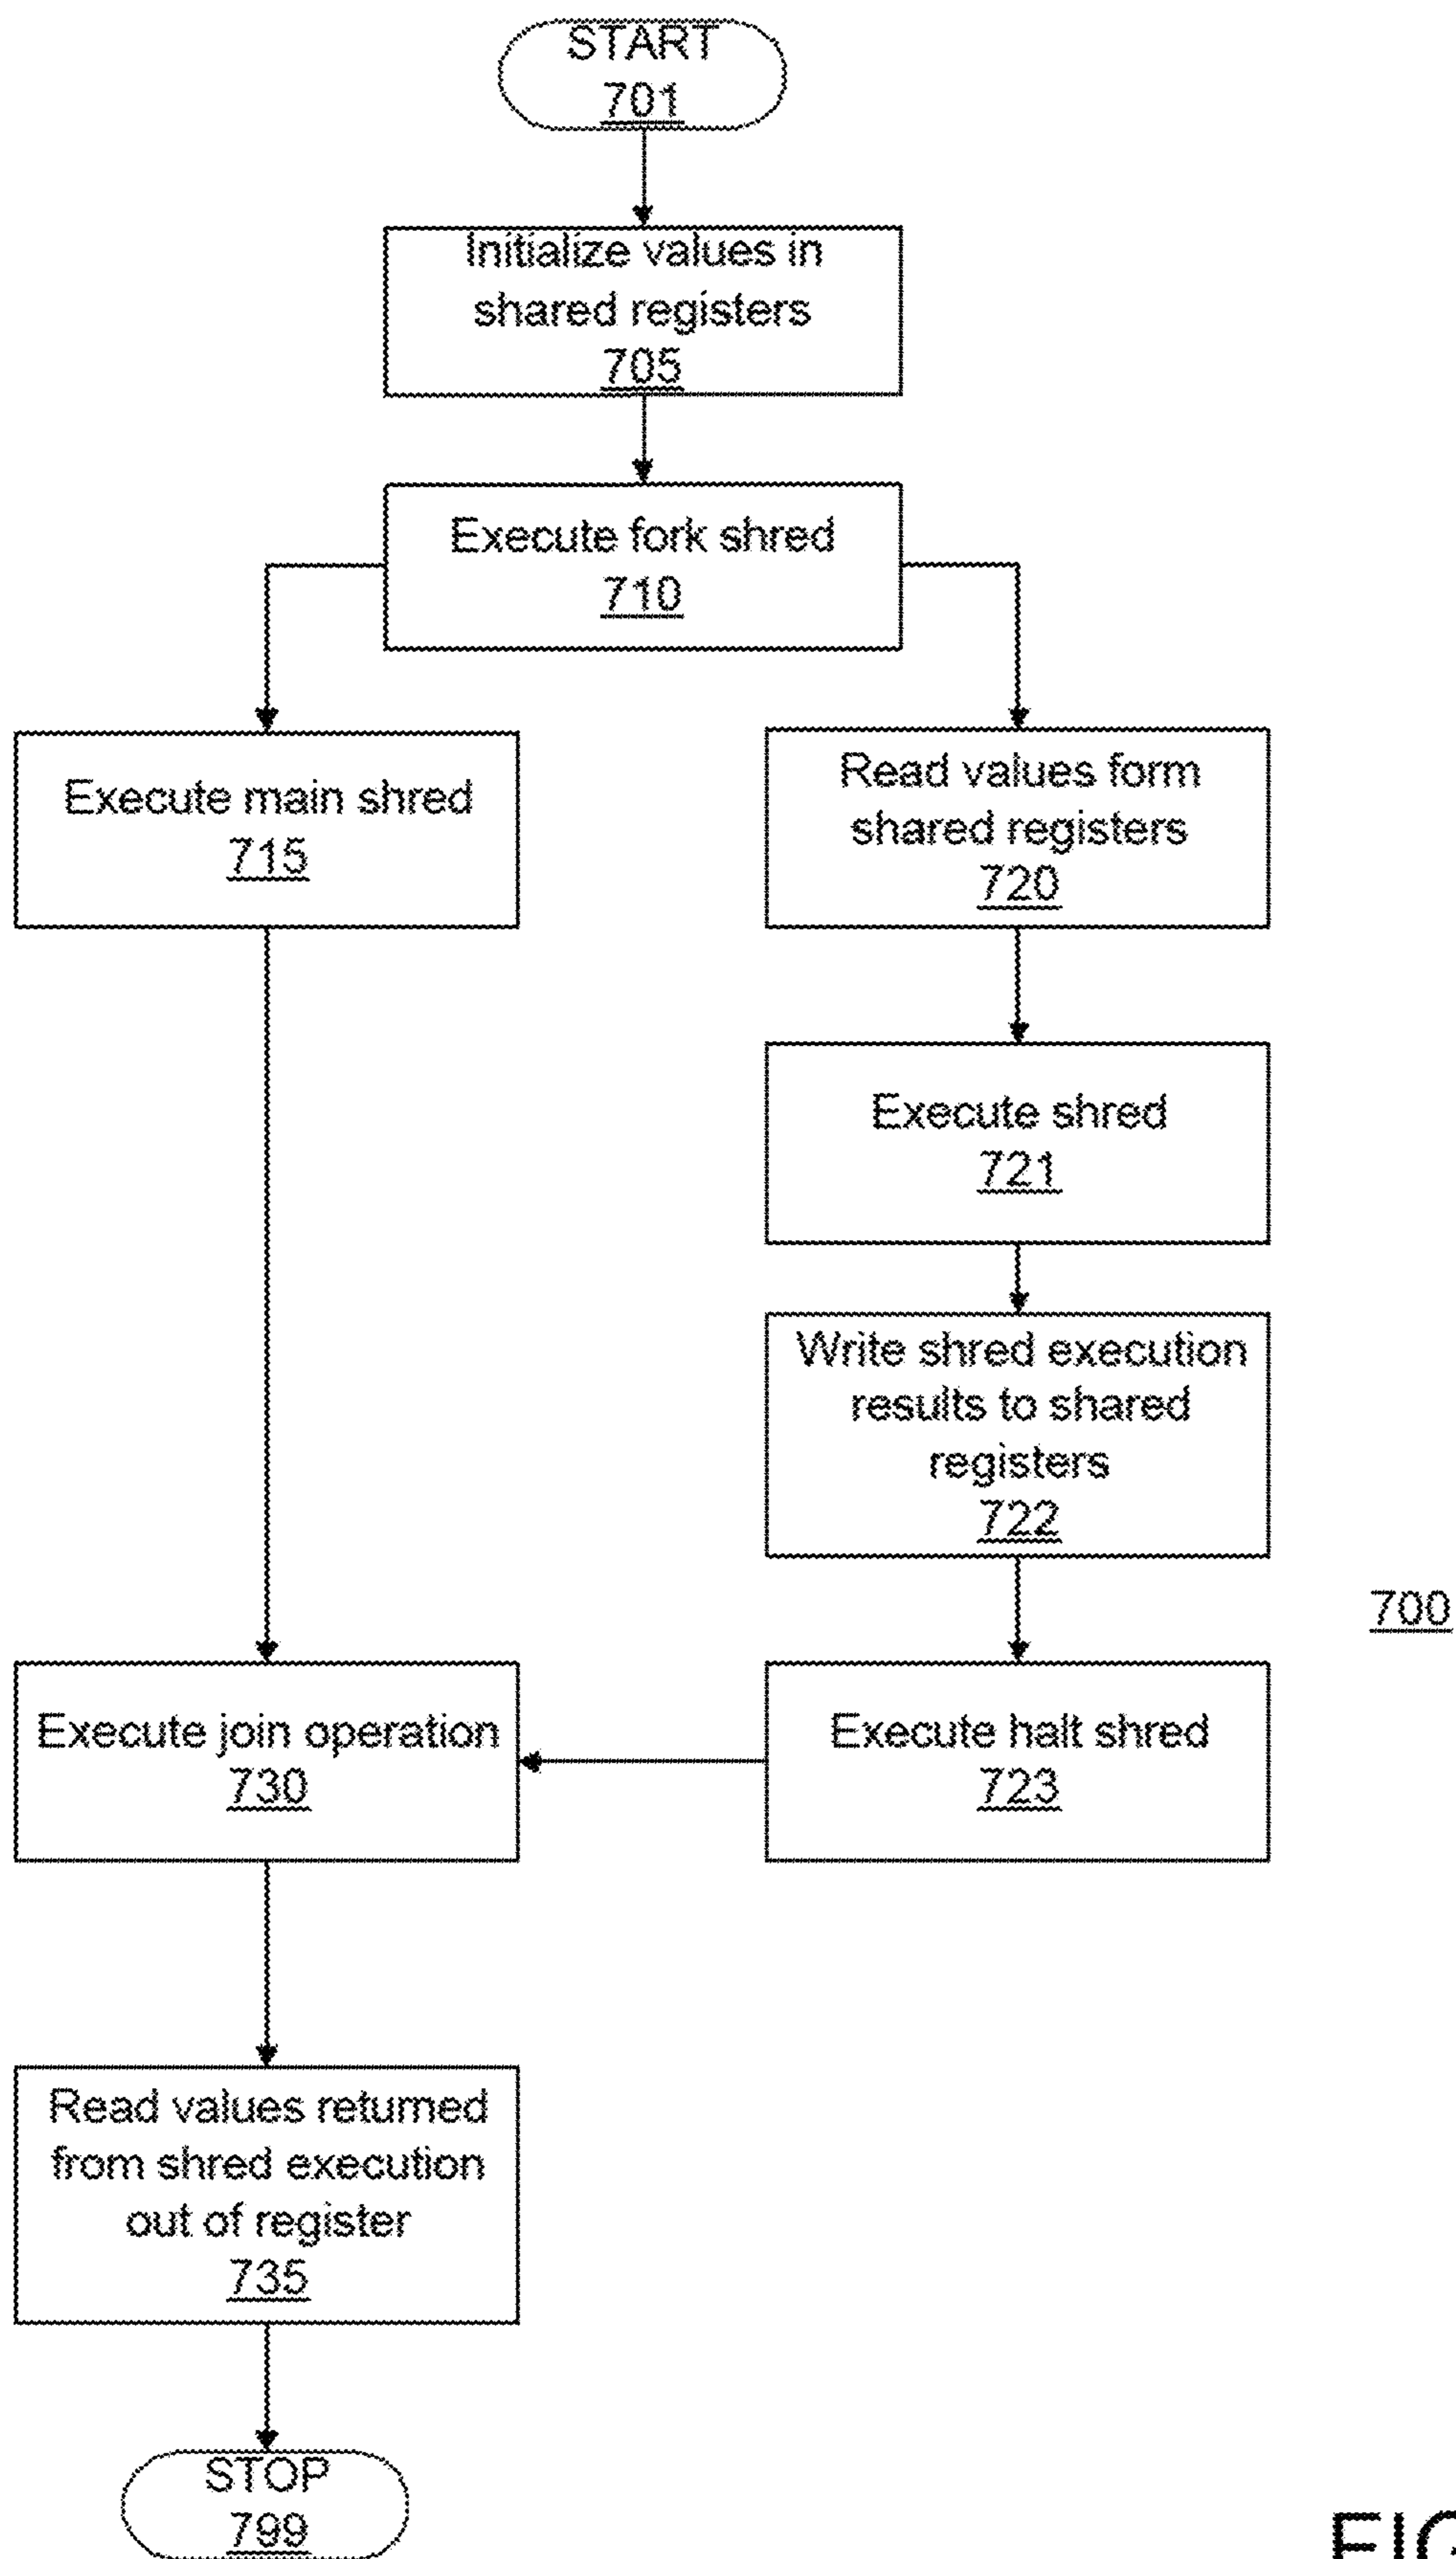 START
701
Initialize values in
shared registers
705
Execute fork shred
710
Execute main shred
715
Read values form
shared registers
720
Execute shred
721
Write shred execution
results to shared
registers
722
700
Execute join operation
730
Execute halt shred
723
Read values returned
from shred execution
out of register
735
STOP
799